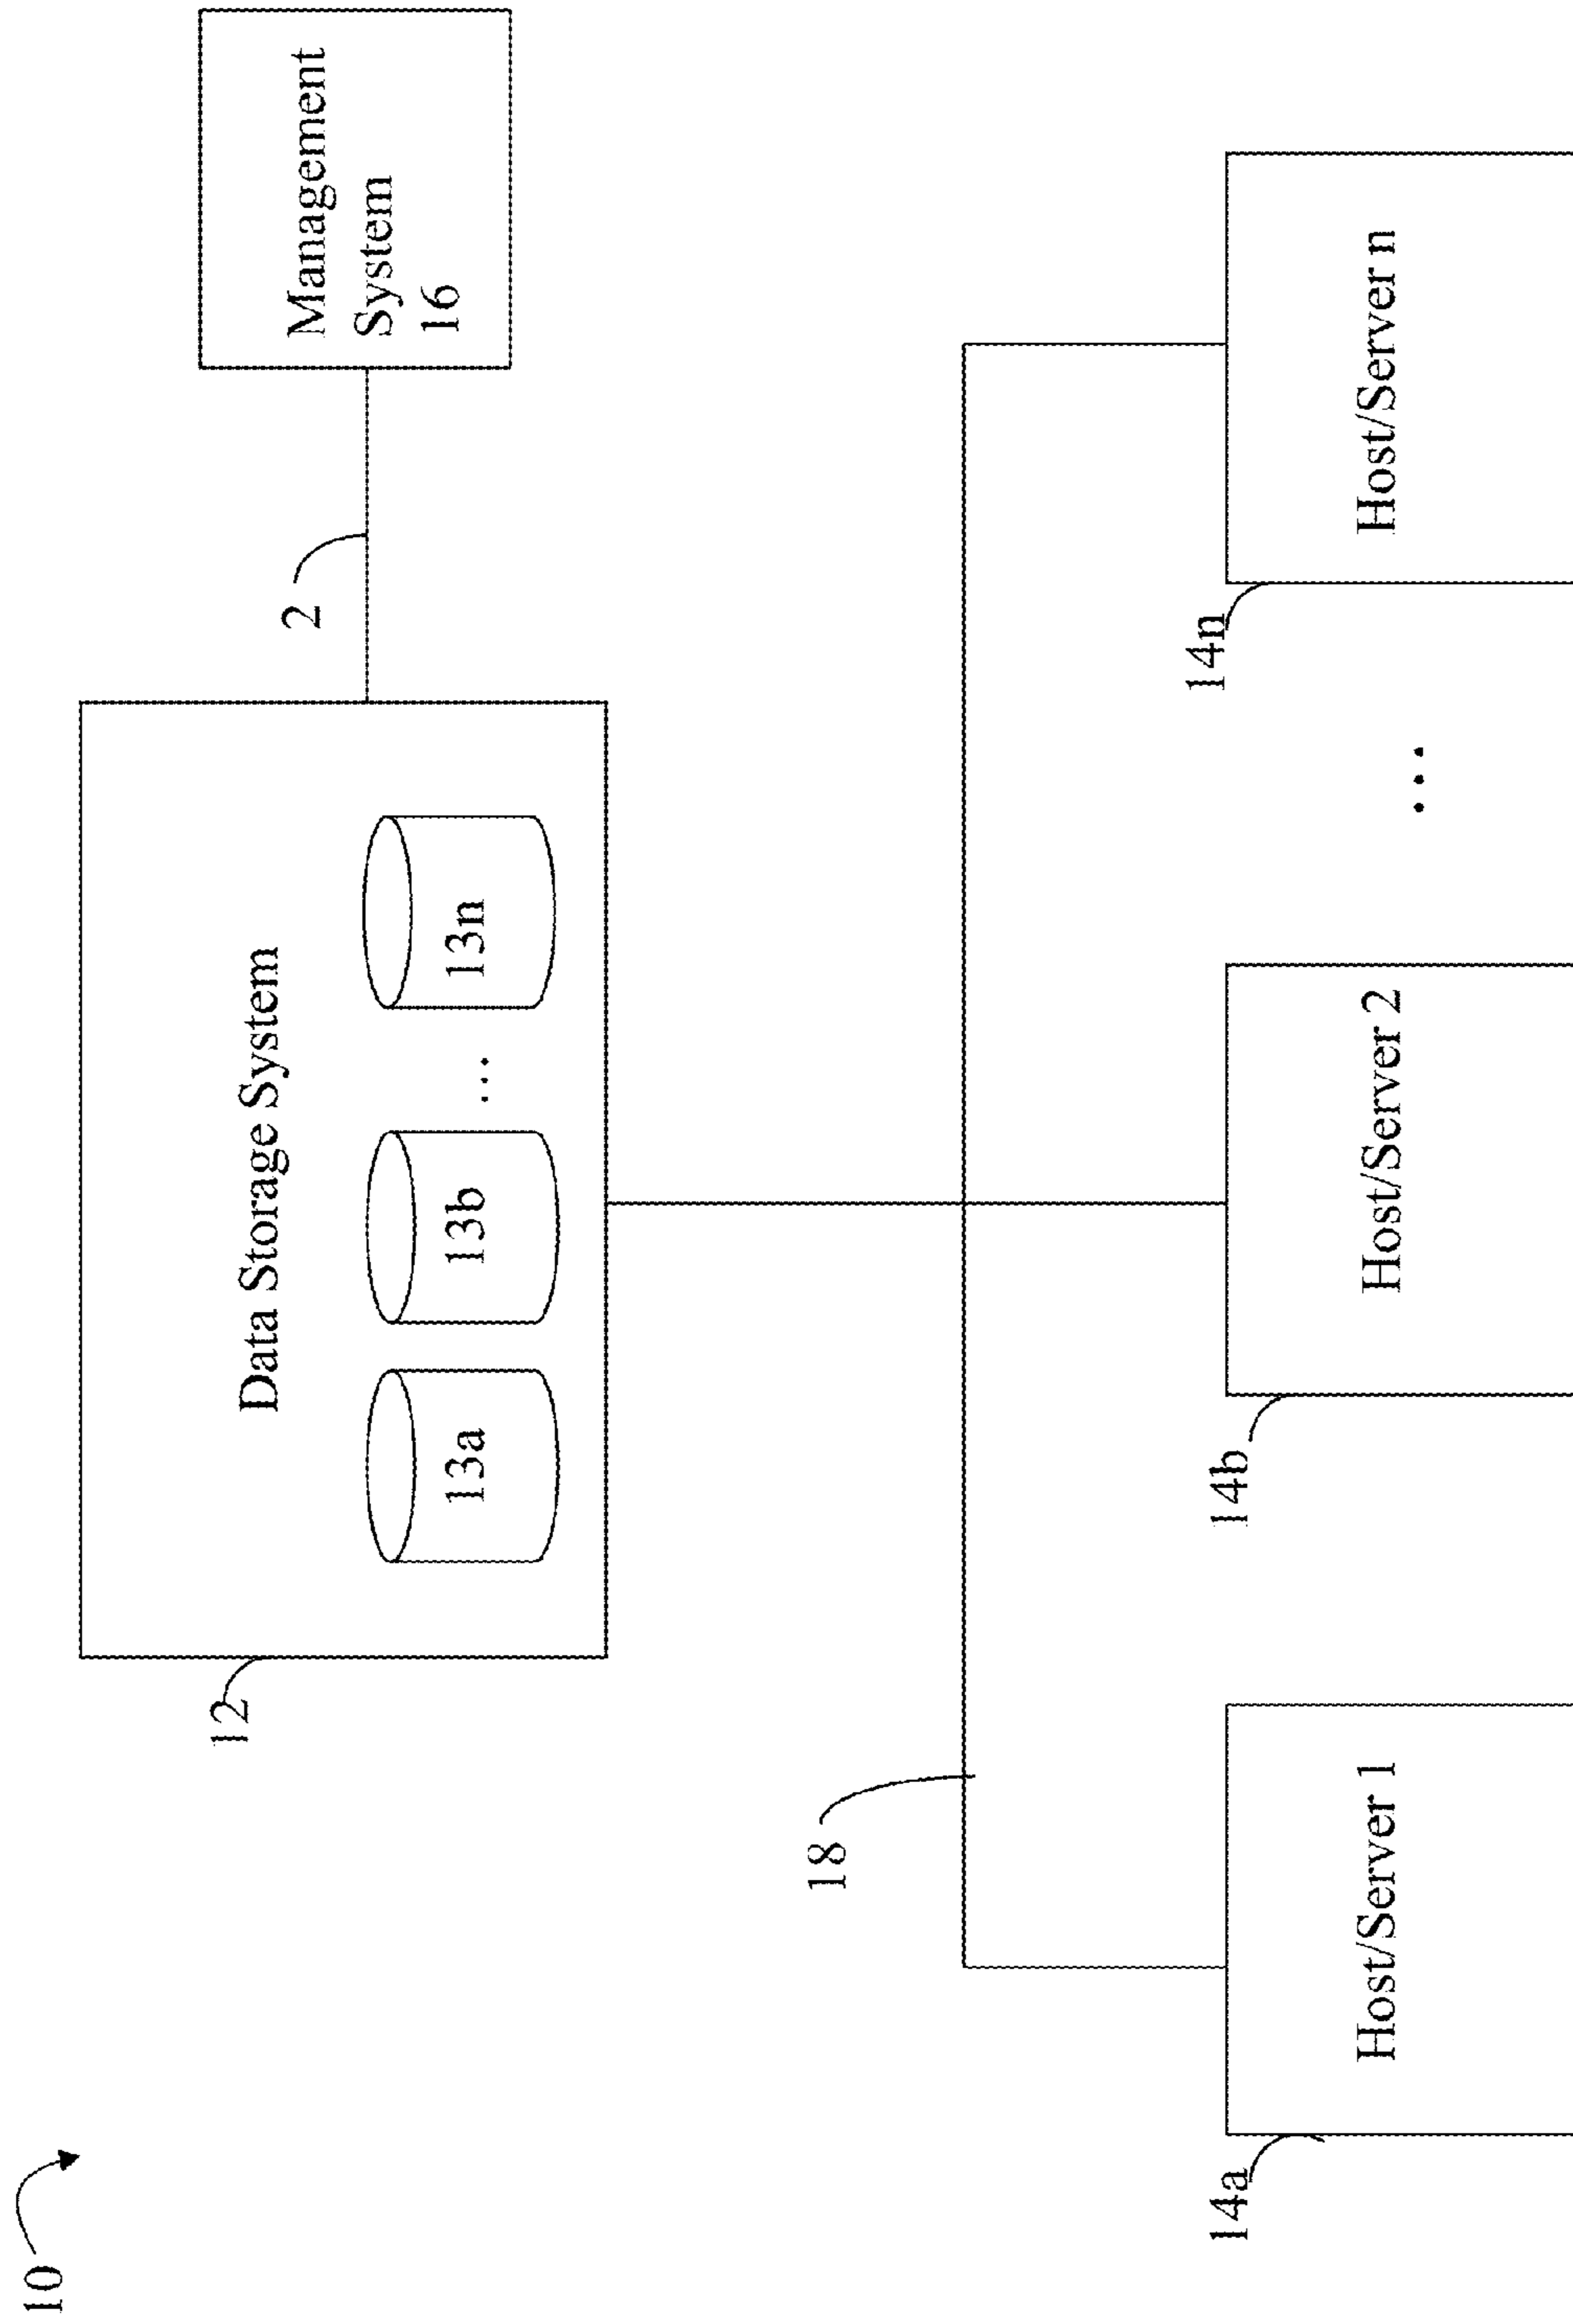 10
12
Data Storage System
13a
13b
...
13n
2
Management
System
16
18
14a
Host/Server 1
14b
Host/Server 2
...
14n
Host/Server n